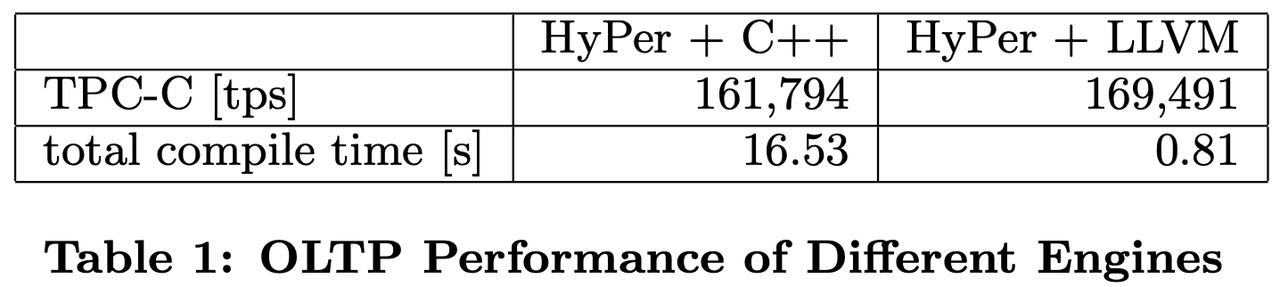 HyPer + C++ HyPer + LLVM
TPC-C [tps] 161,794 169,491
total compile time [s] 16.53 0.81
Table 1: OLTP Performance of Different Engines